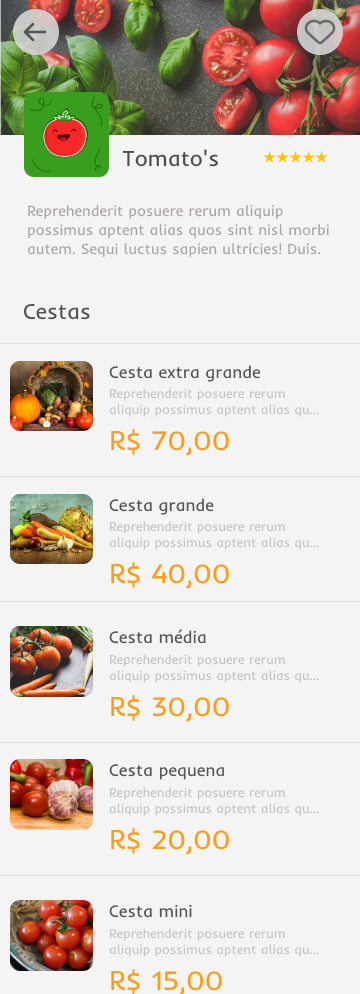 Tomato's
Reprehenderit posuere rerum aliquip
possimus aptent alias quos sint nisl morbi
autem. Sequi luctus sapien ultricies! Duis.
Cestas
Cesta extra grande
Reprehenderit posuere rerum
aliquip possimus aptent alias qu...
R$ 70,00
Cesta grande
Reprehenderit posuere rerum
aliquip possimus aptent alias qu...
R$ 40,00
Cesta média
Reprehenderit posuere rerum
aliquip possimus aptent alias qu...
R$ 30,00
Cesta pequena
Reprehenderit posuere rerum
aliquip possimus aptent alias qu...
R$ 20,00
Cesta mini
Reprehenderit posuere rerum
aliquip possimus aptent alias qu...
R$ 15,00